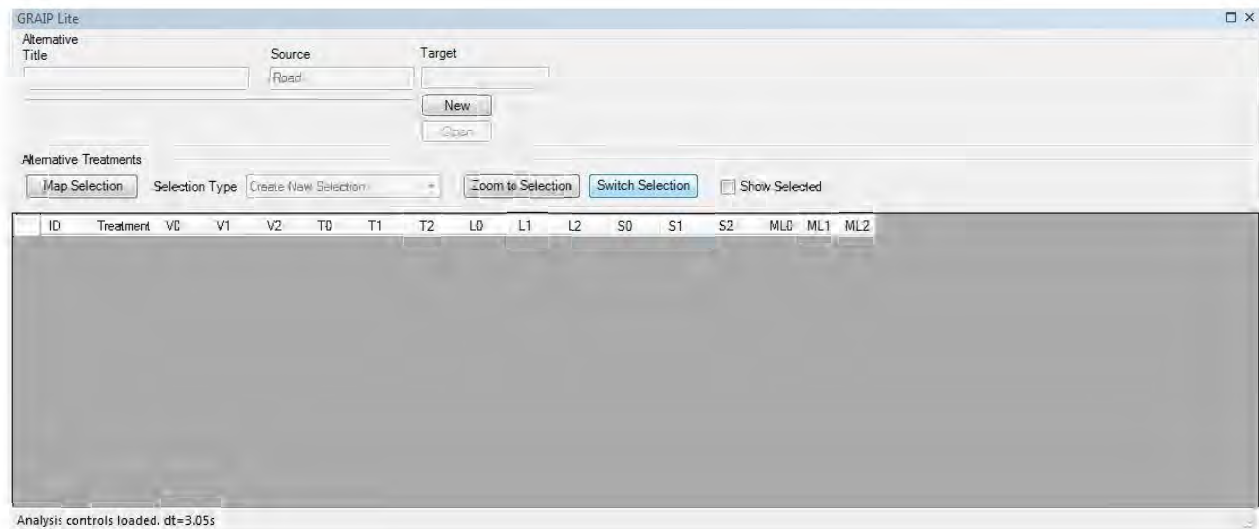 GRAIP Lite
Alternative
Title Source Target
Road
New
Open
Alternative Treatments
Map Selection Selection Type Create New Selection Zoom to Selection Switch Selection Show Selected
ID Treatment V0 V1 V2 T0 T1 T2 L0 L1 L2 S0 S1 S2 ML0 ML1 ML2
Analysis controls loaded. dt=3.05s